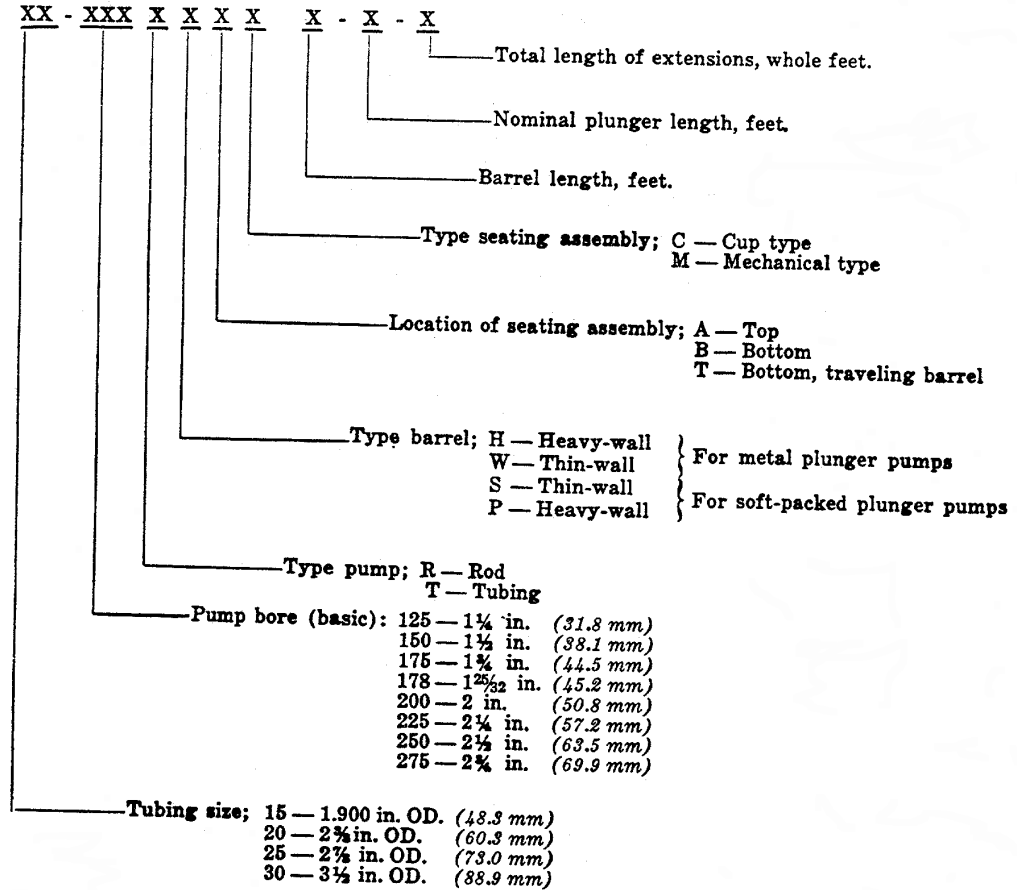 XX - XXX X X X X X - X - X
Total length of extensions, whole feet.
Nominal plunger length, feet.
Barrel length, feet.
Type seating assembly; C — Cup type
M — Mechanical type
Location of seating assembly; A — Top
B — Bottom
T — Bottom, traveling barrel
Type barrel; H — Heavy-wall
W — Thin-wall
For metal plunger pumps
S — Thin-wall
P — Heavy-wall
For soft-packed plunger pumps
Type pump; R — Rod
T — Tubing
Pump bore (basic): 125 — 1¼ in. (31.8 mm)
150 — 1½ in. (38.1 mm)
175 — 1¾ in. (44.5 mm)
178 — 1 25/32 in. (45.2 mm)
200 — 2 in. (50.8 mm)
225 — 2¼ in. (57.2 mm)
250 — 2½ in. (63.5 mm)
275 — 2¾ in. (69.9 mm)
Tubing size; 15 — 1.900 in. OD. (48.3 mm)
20 — 2⅜ in. OD. (60.3 mm)
25 — 2⅞ in. OD. (73.0 mm)
30 — 3½ in. OD. (88.9 mm)